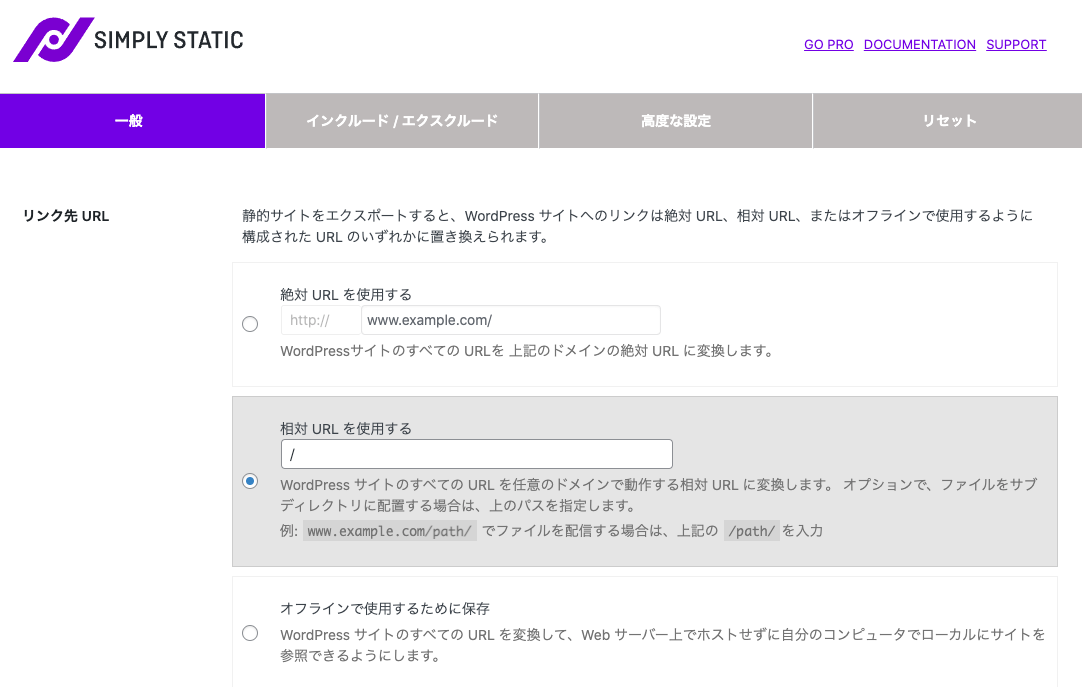 SIMPLY STATIC
GO PRO DOCUMENTATION SUPPORT
一般 インクルード / エクスクルード 高度な設定 リセット
リンク先 URL
静的サイトをエクスポートすると、WordPress サイトへのリンクは絶対 URL、相対 URL、またはオフラインで使用するように
構成された URL のいずれかに置き換えられます。
絶対 URL を使用する
http:// www.example.com/
WordPressサイトのすべての URLを 上記のドメインの絶対 URL に変換します。
相対 URL を使用する
/
WordPress サイトのすべての URL を任意のドメインで動作する相対 URL に変換します。 オプションで、ファイルをサブ
ディレクトリに配置する場合は、上のパスを指定します。
例: www.example.com/path/ でファイルを配信する場合は、上記の /path/ を入力
オフラインで使用するために保存
WordPress サイトのすべての URL を変換して、Web サーバー上でホストせずに自分のコンピュータでローカルにサイトを
参照できるようにします。